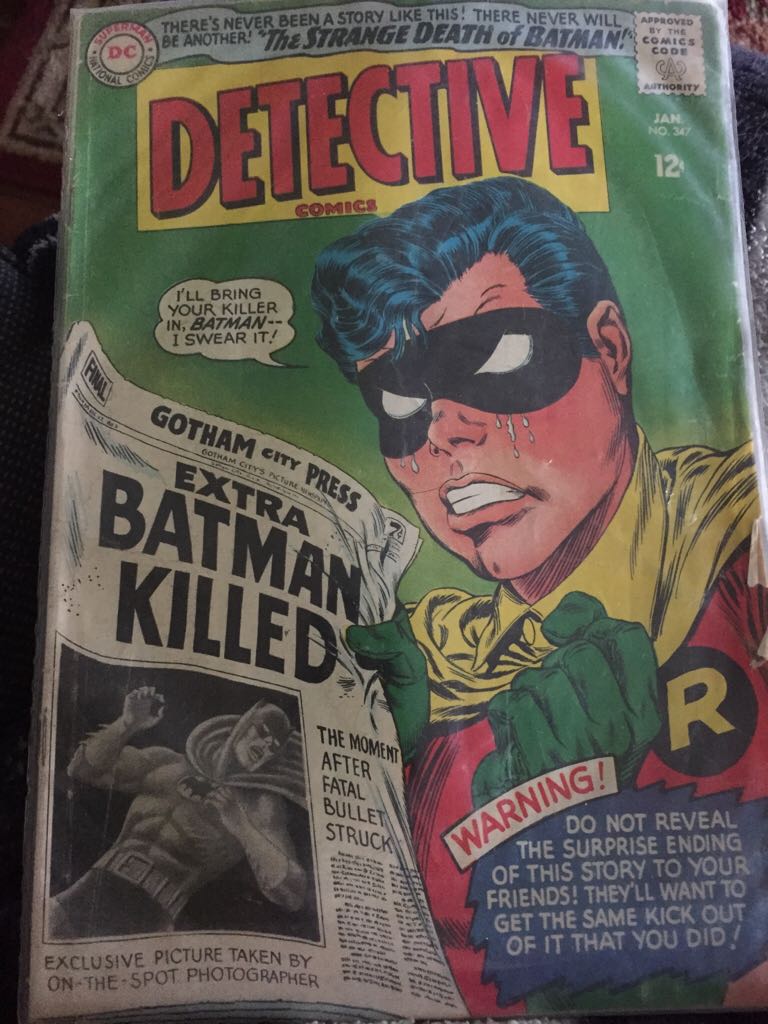 THERE'S NEVER BEEN A STORY LIKE THIS! THERE NEVER WILL
BE ANOTHER! "The STRANGE DEATH of BATMAN!"
SUPERMAN
DC
NATIONAL COMICS
APPROVED
BY THE
COMICS
CODE
CA
AUTHORITY
DETECTIVE
COMICS
JAN.
NO. 347
12¢
I'LL BRING
YOUR KILLER
IN, BATMAN--
I SWEAR IT!
FINAL
GOTHAM CITY PRESS
GOTHAM CITY'S PICTURE
7¢
EXTRA
BATMAN
KILLED
THE MOMENT
AFTER
FATAL
BULLET
STRUCK
EXCLUSIVE PICTURE TAKEN BY
ON-THE-SPOT PHOTOGRAPHER
R
WARNING!
DO NOT REVEAL
THE SURPRISE ENDING
OF THIS STORY TO YOUR
FRIENDS! THEY'LL WANT TO
GET THE SAME KICK OUT
OF IT THAT YOU DID!